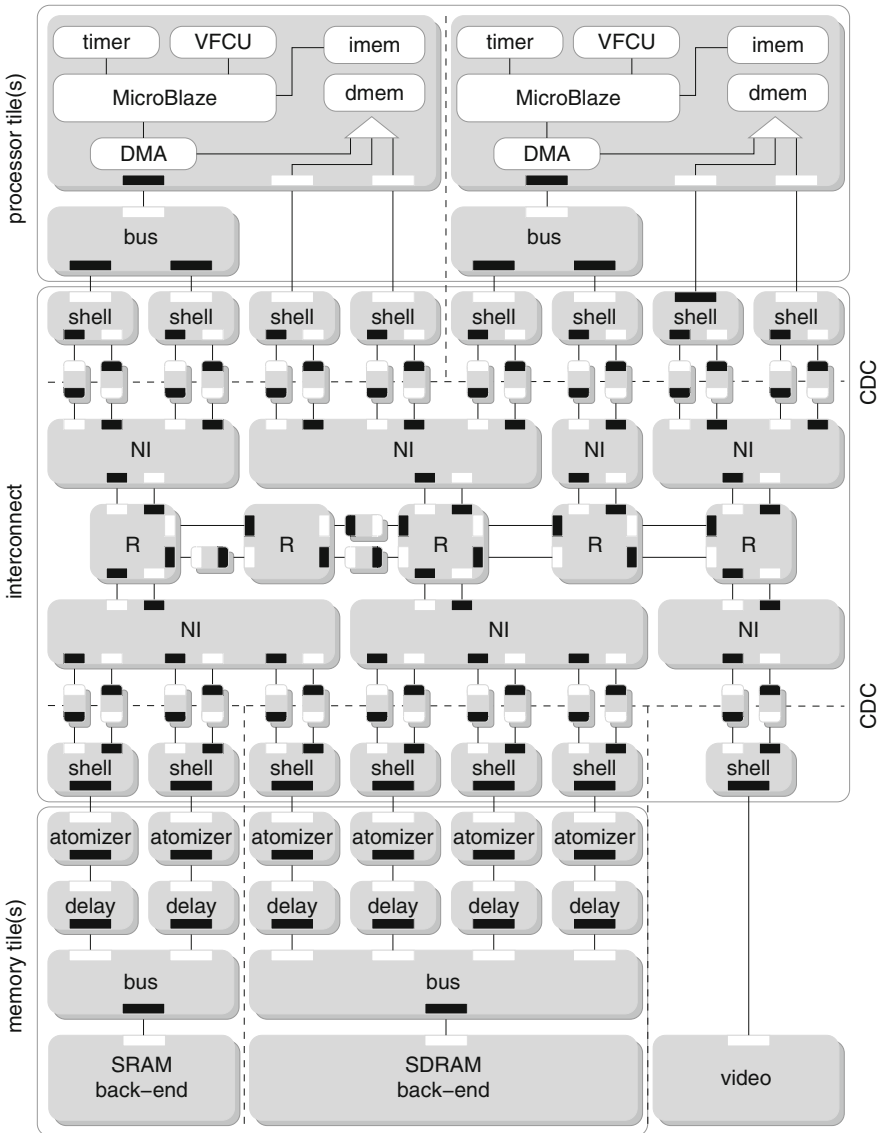 processor tile(s)
timer VFCU imem timer VFCU imem
MicroBlaze dmem MicroBlaze dmem
DMA DMA
bus bus
shell shell shell shell shell shell shell shell
CDC
interconnect
NI NI NI NI
R R R R R
NI NI NI
CDC
shell shell shell shell shell shell shell
memory tile(s)
atomizer atomizer atomizer atomizer atomizer atomizer
delay delay delay delay delay delay
bus bus
SRAM SDRAM video
back−end back−end